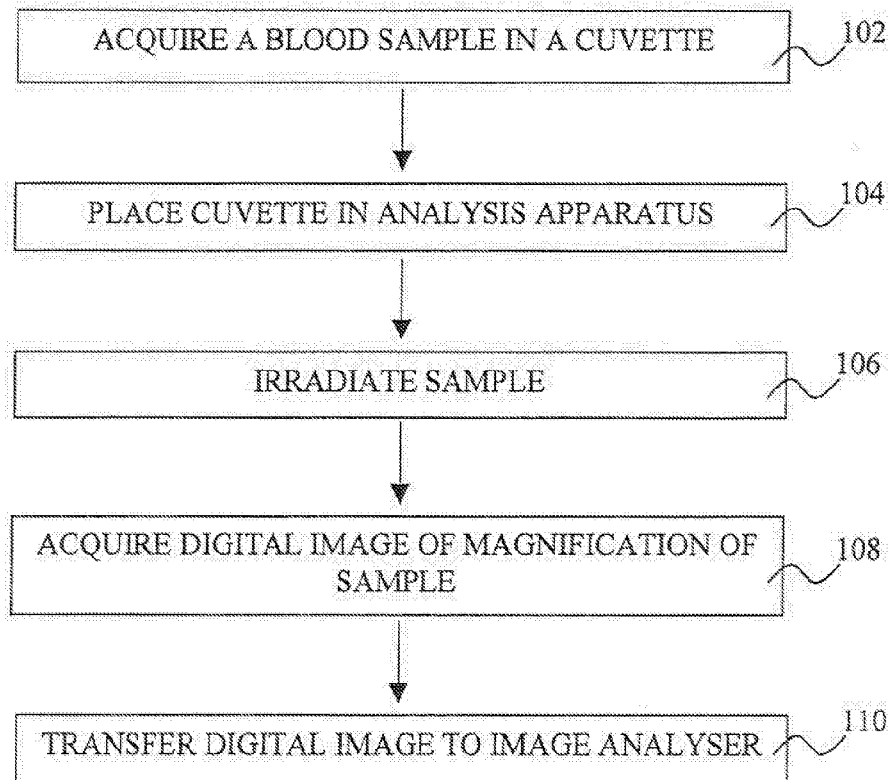 ACQUIRE A BLOOD SAMPLE IN A CUVETTE
102
PLACE CUVETTE IN ANALYSIS APPARATUS
104
IRRADIATE SAMPLE
106
ACQUIRE DIGITAL IMAGE OF MAGNIFICATION OF
SAMPLE
108
TRANSFER DIGITAL IMAGE TO IMAGE ANALYSER
110